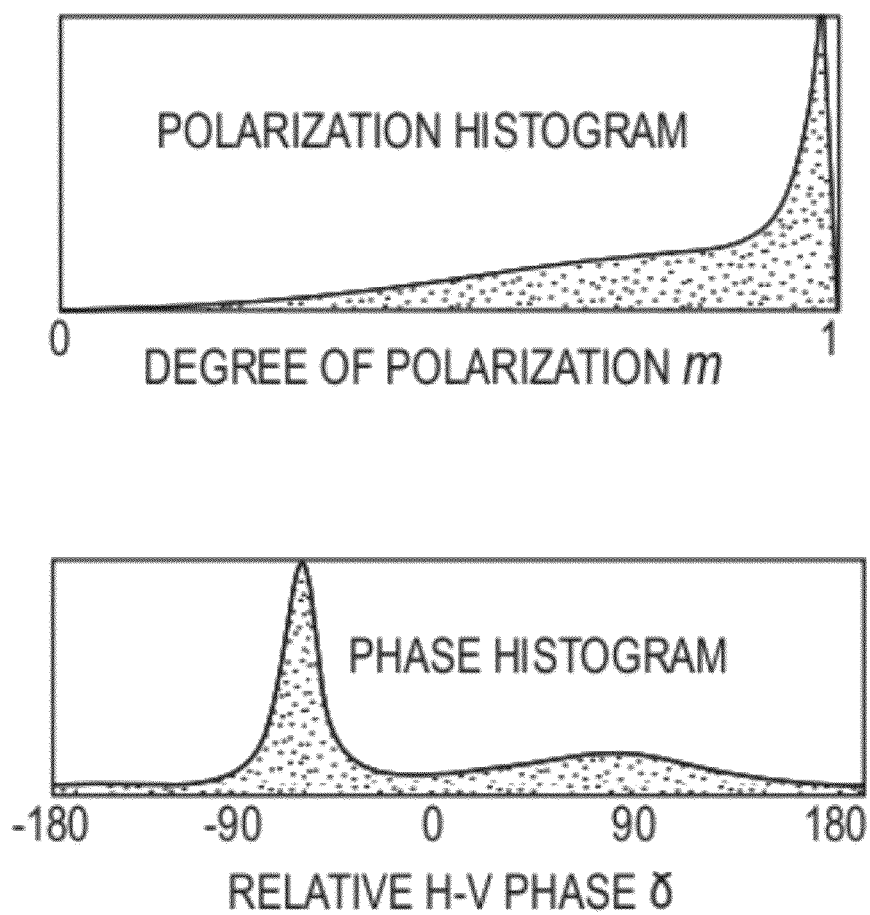 POLARIZATION HISTOGRAM
0 1
DEGREE OF POLARIZATION m
PHASE HISTOGRAM
-180 -90 0 90 180
RELATIVE H-V PHASE δ